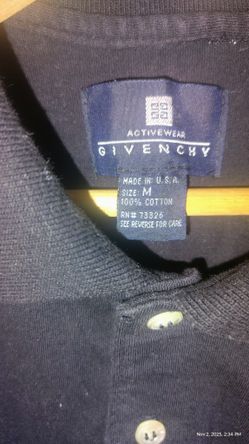 ACTIVEWEAR
GIVENCHY
MADE IN U.S.A.
SIZE: M
100% COTTON
RN# 73326
SEE REVERSE FOR CARE
Nov 2, 2025, 2:34 PM